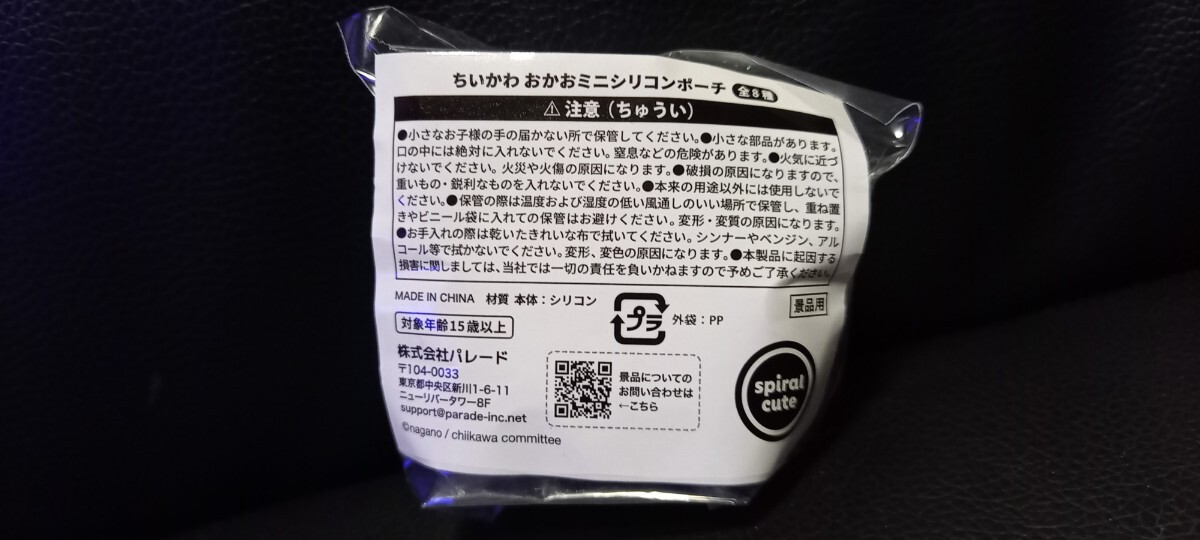 ちいかわ おかおミニシリコンポーチ 全8種
⚠注意（ちゅうい）
●小さなお子様の手の届かない所で保管してください。●小さな部品があります。
口の中には絶対に入れないでください。窒息などの危険があります。●火気に近づ
けないでください。火災や火傷の原因になります。●破損の原因になりますので、
重いもの・鋭利なものを入れないでください。●本来の用途以外には使用しないで
ください。●保管の際は温度および湿度の低い風通しのいい場所で保管し、重ね置
きやビニール袋に入れての保管はお避けください。変形・変質の原因になります。
●お手入れの際は乾いたきれいな布で拭いてください。シンナーやベンジン、アル
コール等で拭かないでください。変形、変色の原因になります。●本製品に起因する
損害に関しましては、当社では一切の責任を負いかねますので予めご了承ください。
MADE IN CHINA 材質 本体：シリコン
プラ
外袋：PP
景品用
対象年齢15歳以上
株式会社パレード
〒104-0033
東京都中央区新川1-6-11
ニューリバータワー8F
support@parade-inc.net
©nagano / chiikawa committee
景品についての
お問い合わせは
←こちら
spiral
cute